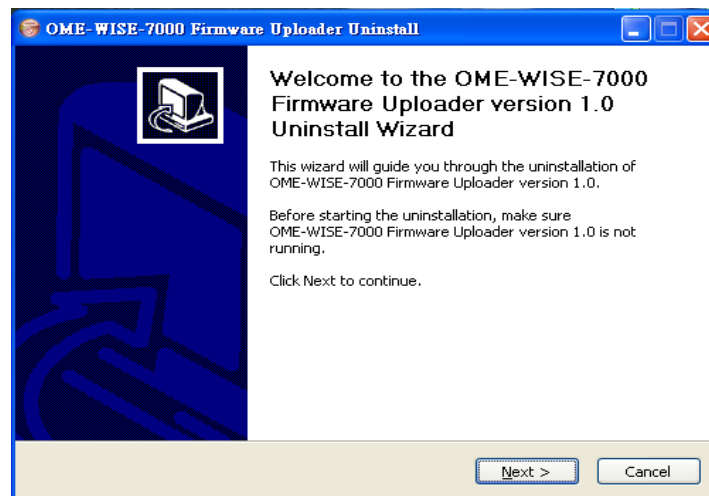 OME-WISE-7000 Firmware Uploader Uninstall
Welcome to the OME-WISE-7000
Firmware Uploader version 1.0
Uninstall Wizard
This wizard will guide you through the uninstallation of
OME-WISE-7000 Firmware Uploader version 1.0.
Before starting the uninstallation, make sure
OME-WISE-7000 Firmware Uploader version 1.0 is not
running.
Click Next to continue.
Next >
Cancel